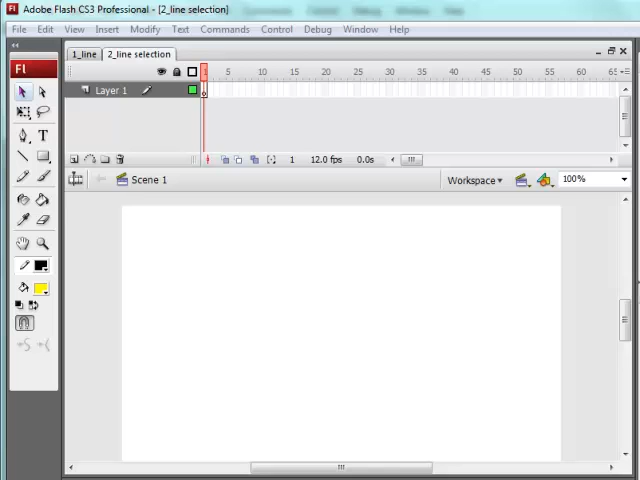 Fl Adobe Flash CS3 Professional - [2_line selection]
File Edit View Insert Modify Text Commands Control Debug Window Help
1_line 2_line selection
Fl
1 5 10 15 20 25 30 35 40 45 50 55 60 65
Layer 1
T
1 12.0 fps 0.0s
Scene 1 Workspace 100%